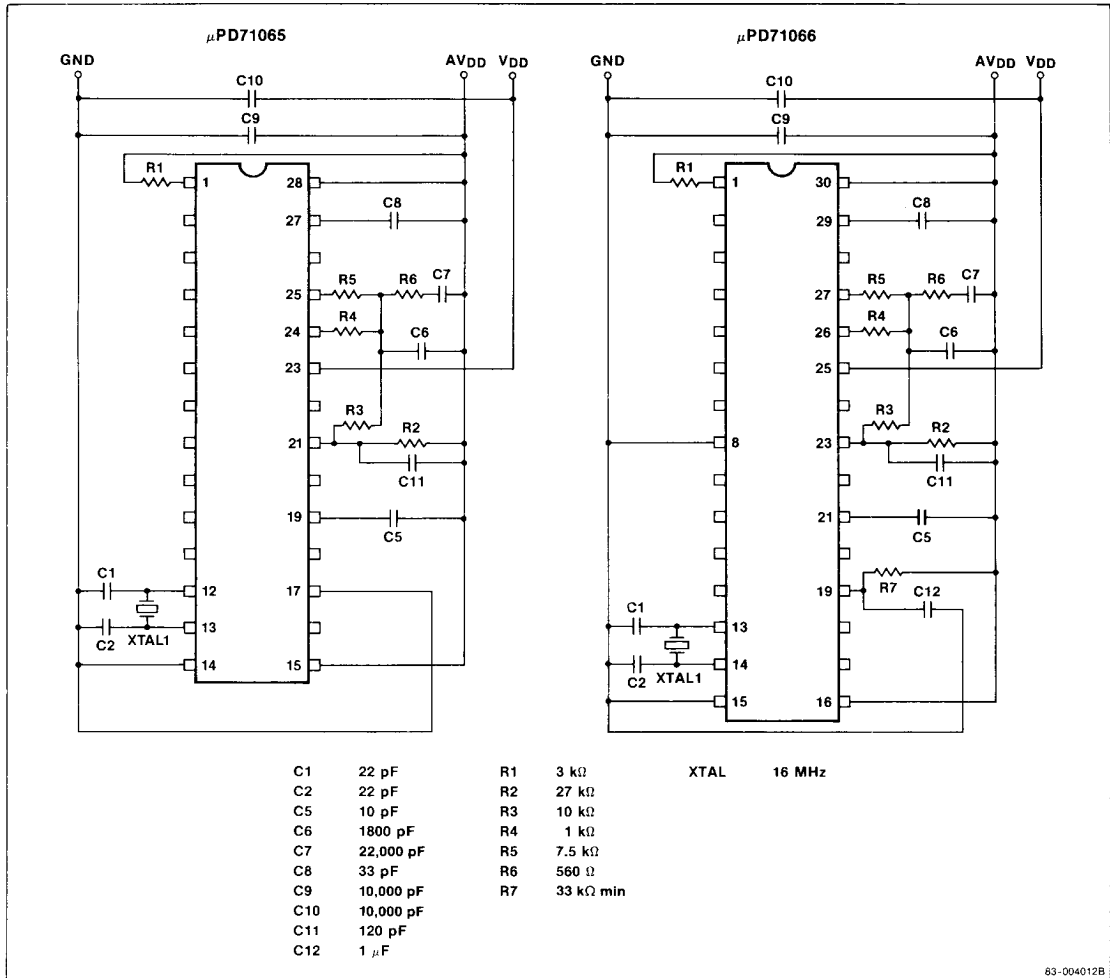 μPD71065
GND
AVDD VDD
C10
C9
R1
1 28
27
C8
25 R5 R6 C7
24 R4
C6
23
R3
21 R2
C11
19
C5
C1
12 17
13
C2 XTAL1
14 15
μPD71066
GND
AVDD VDD
C10
C9
R1
1 30
29
C8
27 R5 R6 C7
26 R4
C6
25
R3
8 23 R2
C11
21
C5
19 R7 C12
C1
13
14
C2 XTAL1
15 16
C1 22 pF R1 3 kΩ XTAL 16 MHz
C2 22 pF R2 27 kΩ
C5 10 pF R3 10 kΩ
C6 1800 pF R4 1 kΩ
C7 22,000 pF R5 7.5 kΩ
C8 33 pF R6 560 Ω
C9 10,000 pF R7 33 kΩ min
C10 10,000 pF
C11 120 pF
C12 1 μF
83-004012B